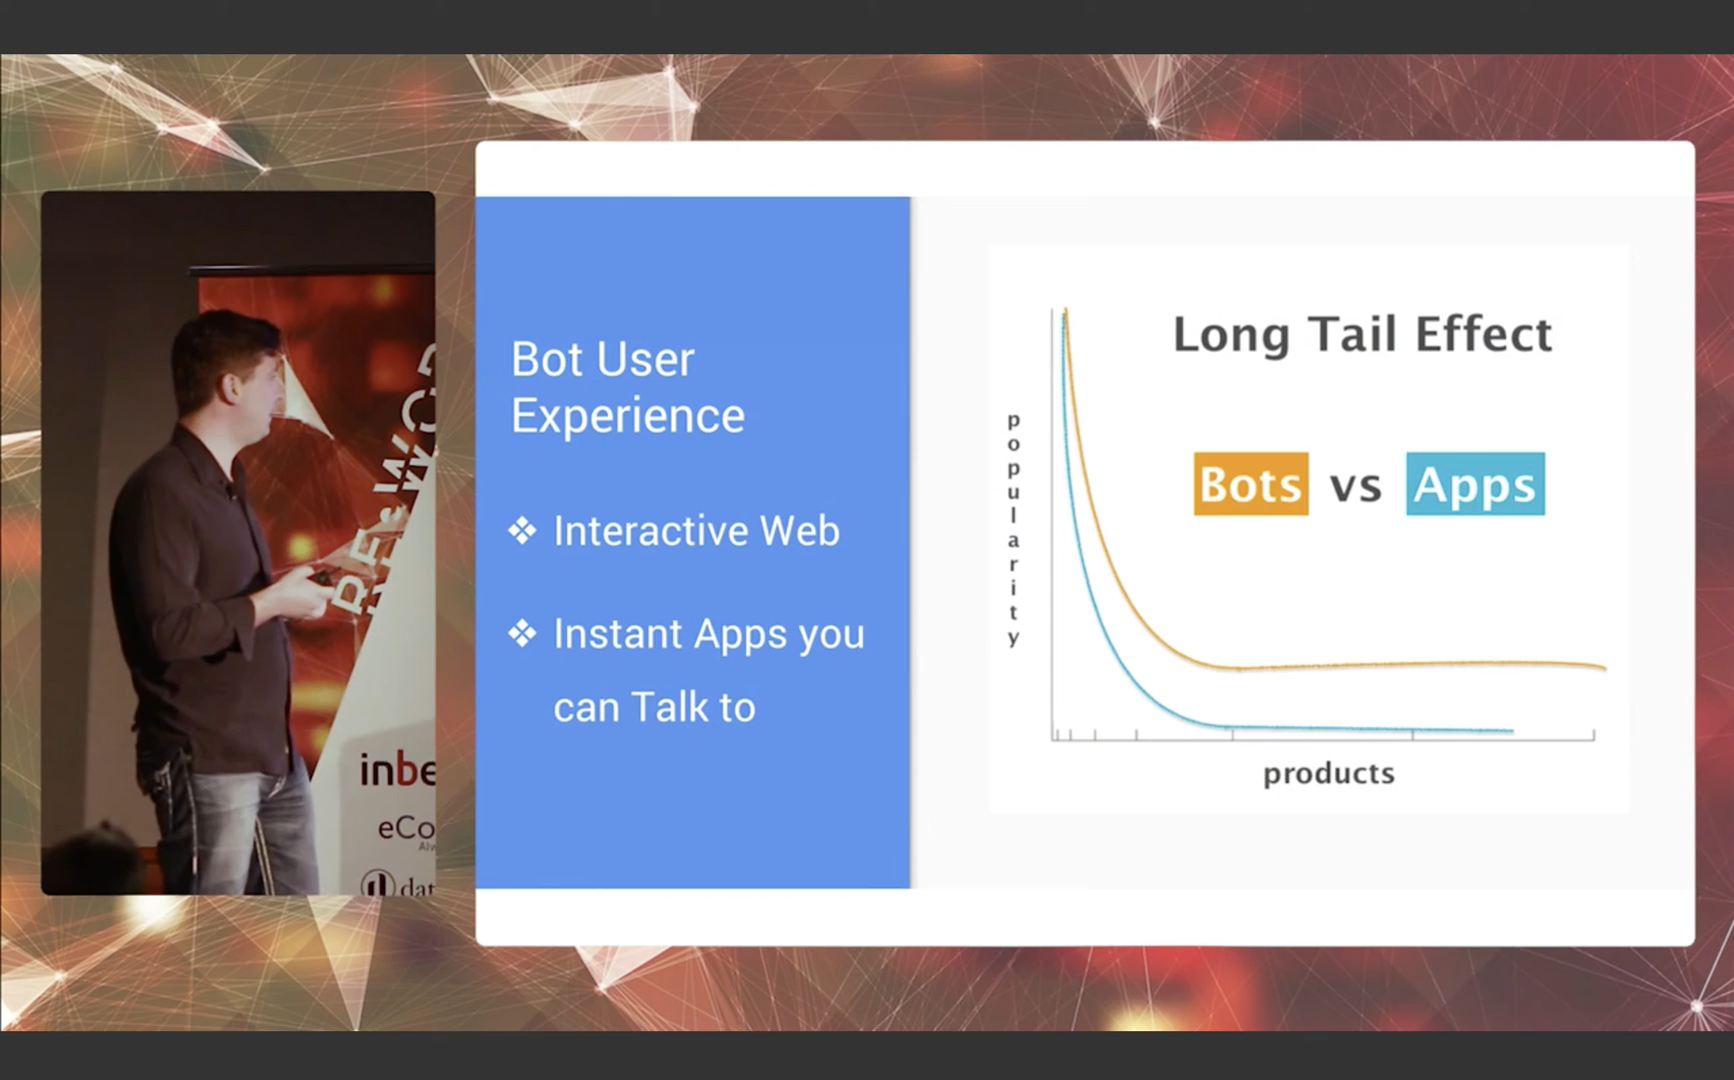 Bot User
Experience
❖ Interactive Web
❖ Instant Apps you
can Talk to
Long Tail Effect
Bots vs Apps
popularity
products
inbe
eCo
dat